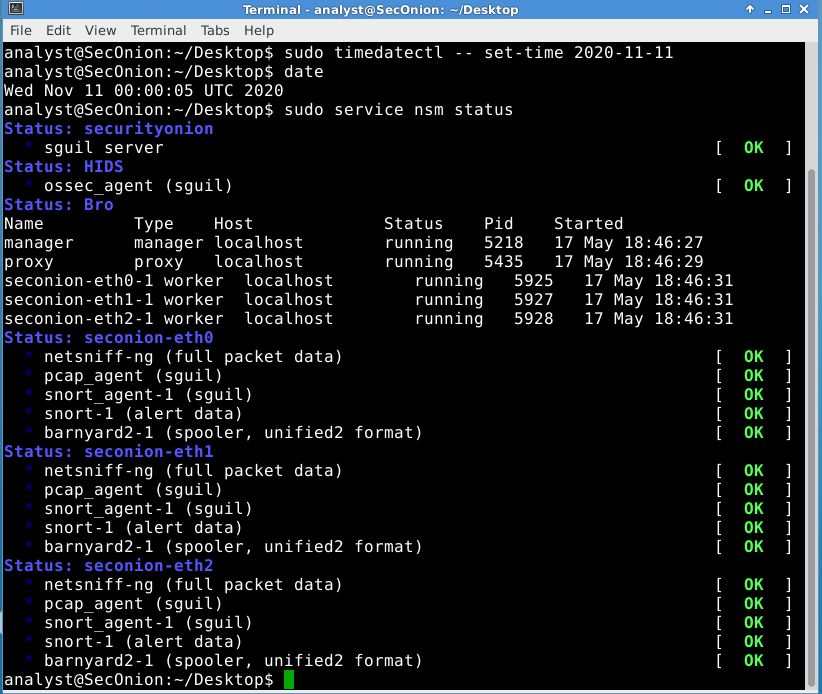 Terminal - analyst@SecOnion: ~/Desktop
File Edit View Terminal Tabs Help
analyst@SecOnion:~/Desktop$ sudo timedatectl -- set-time 2020-11-11
analyst@SecOnion:~/Desktop$ date
Wed Nov 11 00:00:05 UTC 2020
analyst@SecOnion:~/Desktop$ sudo service nsm status
Status: securityonion
* sguil server [ OK ]
Status: HIDS
* ossec_agent (sguil) [ OK ]
Status: Bro
Name Type Host Status Pid Started
manager manager localhost running 5218 17 May 18:46:27
proxy proxy localhost running 5435 17 May 18:46:29
seconion-eth0-1 worker localhost running 5925 17 May 18:46:31
seconion-eth1-1 worker localhost running 5927 17 May 18:46:31
seconion-eth2-1 worker localhost running 5928 17 May 18:46:31
Status: seconion-eth0
* netsniff-ng (full packet data) [ OK ]
* pcap_agent (sguil) [ OK ]
* snort_agent-1 (sguil) [ OK ]
* snort-1 (alert data) [ OK ]
* barnyard2-1 (spooler, unified2 format) [ OK ]
Status: seconion-eth1
* netsniff-ng (full packet data) [ OK ]
* pcap_agent (sguil) [ OK ]
* snort_agent-1 (sguil) [ OK ]
* snort-1 (alert data) [ OK ]
* barnyard2-1 (spooler, unified2 format) [ OK ]
Status: seconion-eth2
* netsniff-ng (full packet data) [ OK ]
* pcap_agent (sguil) [ OK ]
* snort_agent-1 (sguil) [ OK ]
* snort-1 (alert data) [ OK ]
* barnyard2-1 (spooler, unified2 format) [ OK ]
analyst@SecOnion:~/Desktop$